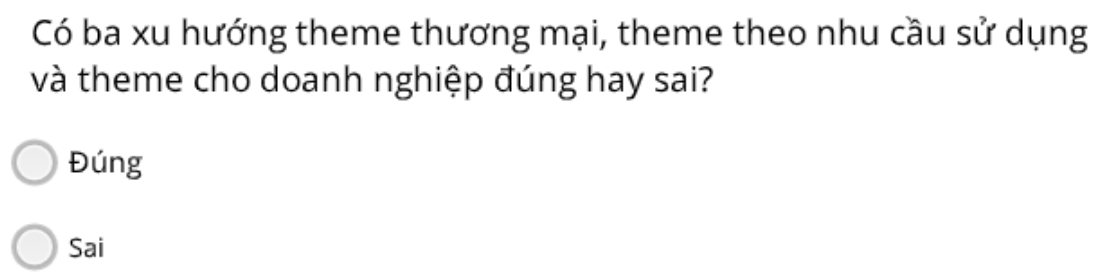 Có ba xu hướng theme thương mại, theme theo nhu cầu sử dụng
và theme cho doanh nghiệp đúng hay sai?
Đúng
Sai